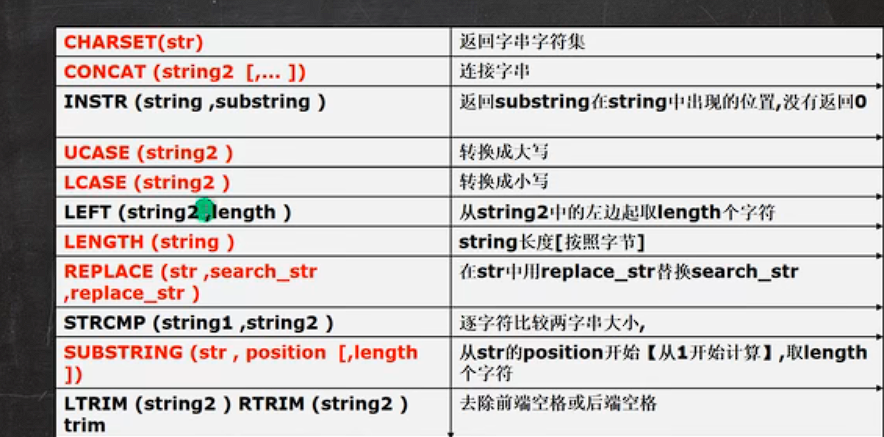 CHARSET(str) 返回字串字符集
CONCAT (string2 [,... ]) 连接字串
INSTR (string ,substring ) 返回substring在string中出现的位置,没有返回0
UCASE (string2 ) 转换成大写
LCASE (string2 ) 转换成小写
LEFT (string2 ,length ) 从string2中的左边起取length个字符
LENGTH (string ) string长度[按照字节]
REPLACE (str ,search_str 在str中用replace_str替换search_str
,replace_str )
STRCMP (string1 ,string2 ) 逐字符比较两字串大小,
SUBSTRING (str , position [,length 从str的position开始【从1开始计算】,取length
]) 个字符
LTRIM (string2 ) RTRIM (string2 ) 去除前端空格或后端空格
trim